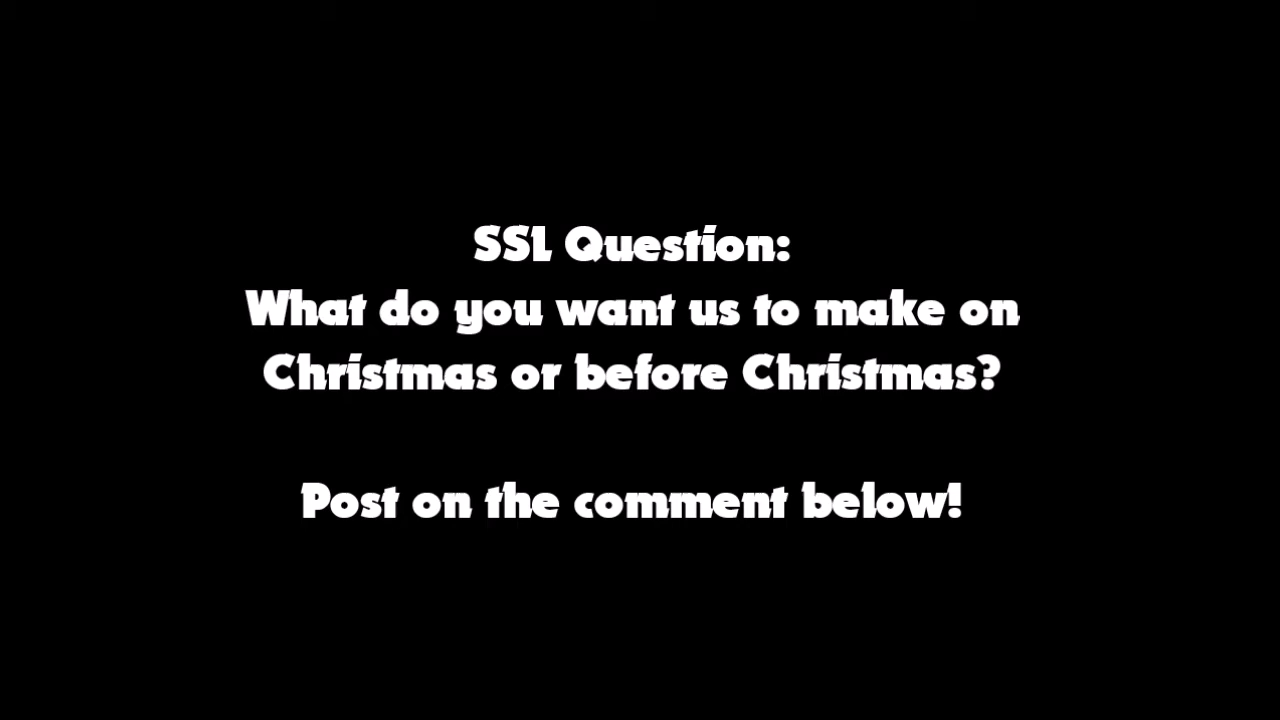 SSL Question:
What do you want us to make on
Christmas or before Christmas?
Post on the comment below!